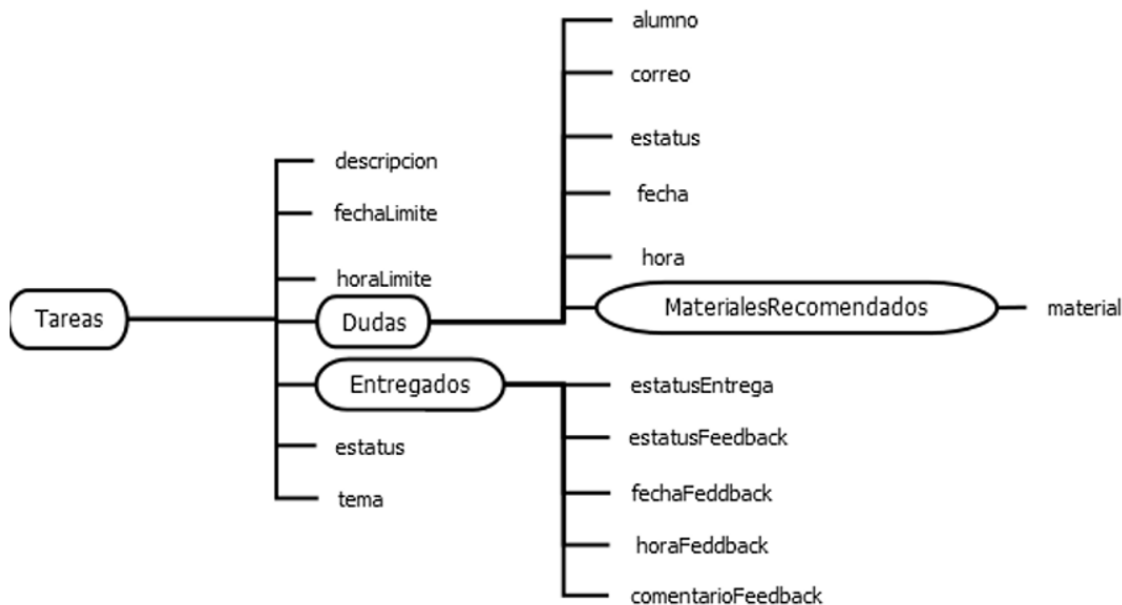 alumno
correo
estatus
descripcion
fecha
fechaLimite
hora
horaLimite
MaterialesRecomendados
material
Tareas
Dudas
Entregados
estatusEntrega
estatusFeedback
estatus
fechaFeddback
tema
horaFeddback
comentarioFeedback